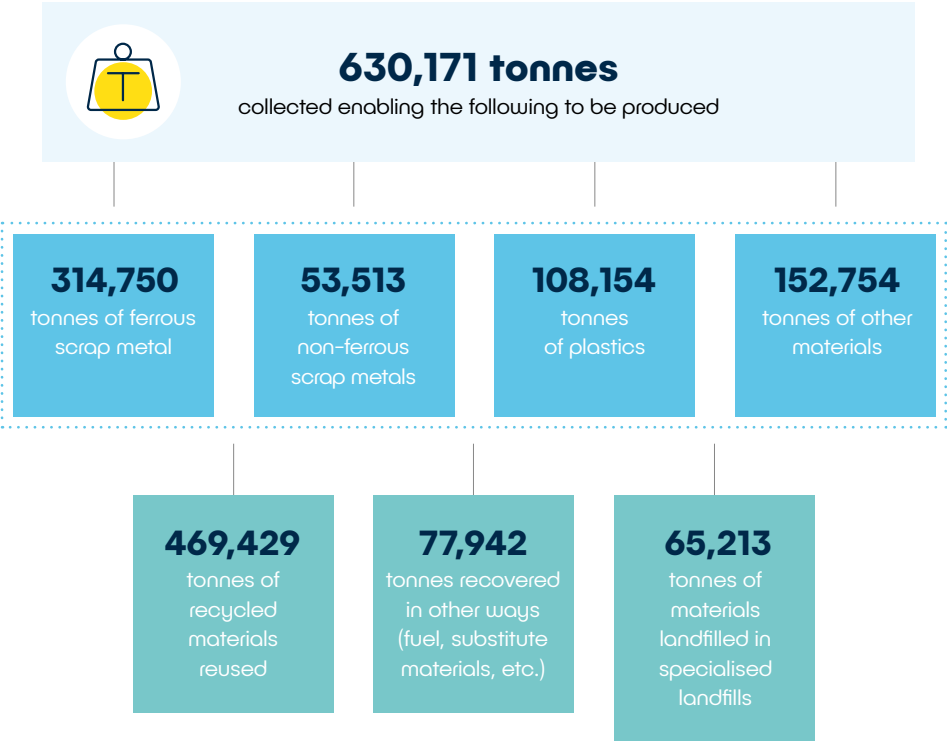 T
630,171 tonnes
collected enabling the following to be produced
314,750
tonnes of ferrous
scrap metal
53,513
tonnes of
non-ferrous
scrap metals
108,154
tonnes
of plastics
152,754
tonnes of other
materials
469,429
tonnes of
recycled
materials
reused
77,942
tonnes recovered
in other ways
(fuel, substitute
materials, etc.)
65,213
tonnes of
materials
landfilled in
specialised
landfills